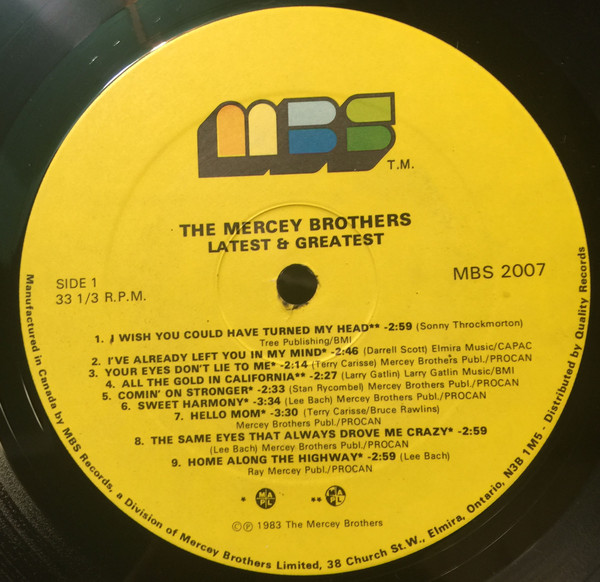 MBS
T.M.
THE MERCEY BROTHERS
LATEST & GREATEST
SIDE 1
33 1/3 R.P.M.
MBS 2007
1. I WISH YOU COULD HAVE TURNED MY HEAD** -2:59 (Sonny Throckmorton)
Tree Publishing/BMI
2. I'VE ALREADY LEFT YOU IN MY MIND* -2:46 (Darrell Scott) Elmira Music/CAPAC
3. YOUR EYES DON'T LIE TO ME* -2:14 (Terry Carisse) Mercey Brothers Publ./PROCAN
4. ALL THE GOLD IN CALIFORNIA** -2:27 (Larry Gatlin) Larry Gatlin Music/BMI
5. COMIN' ON STRONGER* -2:33 (Stan Rycombel) Mercey Brothers Publ./PROCAN
6. SWEET HARMONY* -3:34 (Lee Bach) Mercey Brothers Publ./PROCAN
7. HELLO MOM* -3:30 (Terry Carisse/Bruce Rawlins)
Mercey Brothers Publ./PROCAN
8. THE SAME EYES THAT ALWAYS DROVE ME CRAZY* -2:59
(Lee Bach) Mercey Brothers Publ./PROCAN
9. HOME ALONG THE HIGHWAY* -2:59 (Lee Bach)
Ray Mercey Publ./PROCAN
* MAPL ** MAPL
©℗ 1983 The Mercey Brothers
Manufactured in Canada by MBS Records, a Division of Mercey Brothers Limited, 38 Church St. W., Elmira, Ontario, N3B 1M5 - Distributed by Quality Records